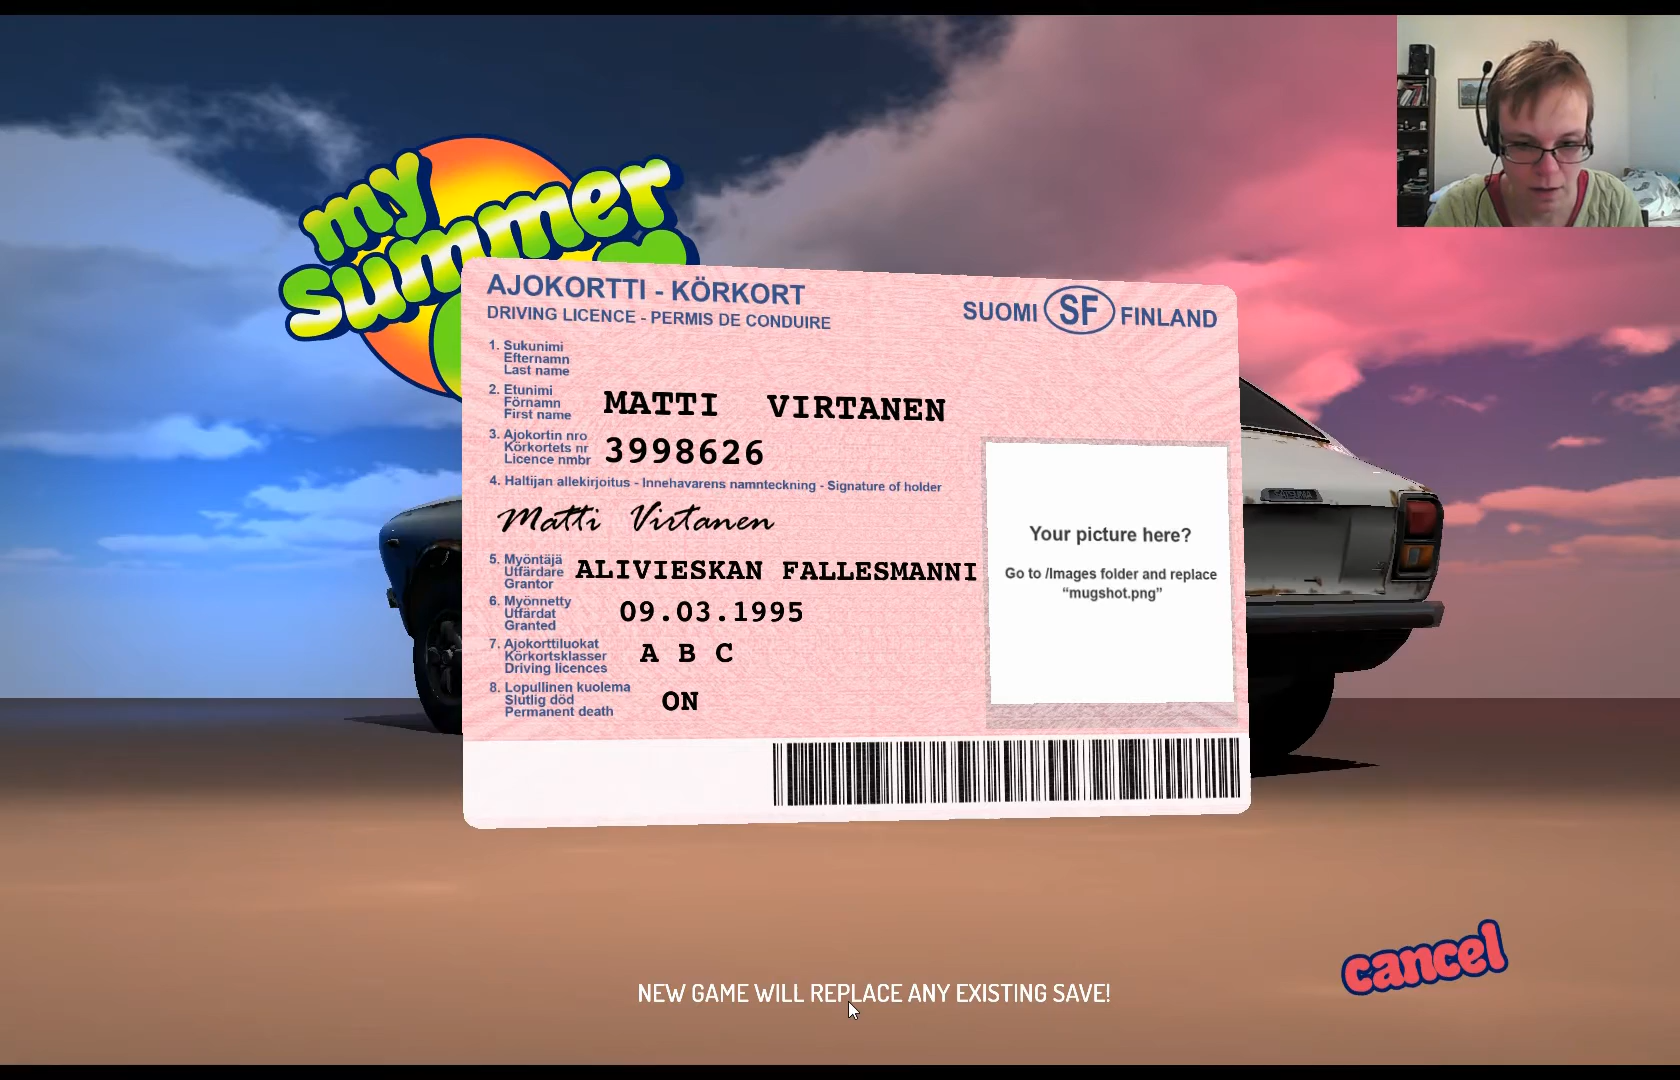 my
summer
AJOKORTTI - KÖRKORT
DRIVING LICENCE - PERMIS DE CONDUIRE
SUOMI SF FINLAND
1. Sukunimi
Efternamn
Last name
2. Etunimi
Förnamn
First name
MATTI VIRTANEN
3. Ajokortin nro
Körkortets nr
Licence nmbr
3998626
4. Haltijan allekirjoitus - Innehavarens namnteckning - Signature of holder
Matti Virtanen
5. Myöntäjä
Utfärdare
Grantor
ALIVIESKAN FALLESMANNI
6. Myönnetty
Utfärdat
Granted
09.03.1995
7. Ajokorttiluokat
Körkortsklasser
Driving licences
A B C
8. Lopullinen kuolema
Slutlig död
Permanent death
ON
Your picture here?
Go to /Images folder and replace
“mugshot.png”
SATSUMA
cancel
NEW GAME WILL REPLACE ANY EXISTING SAVE!